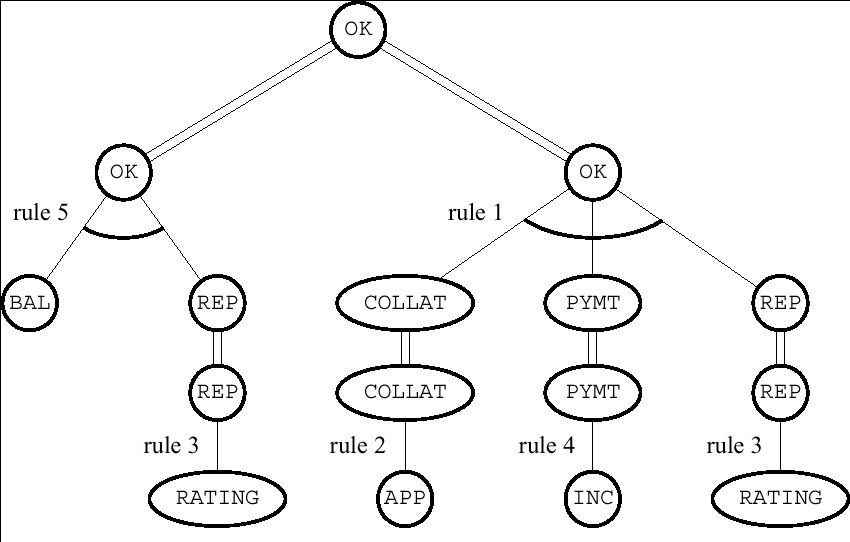 OK
OK
OK
rule 5
rule 1
BAL
REP
COLLAT
PYMT
REP
REP
COLLAT
PYMT
REP
rule 3
rule 2
rule 4
rule 3
RATING
APP
INC
RATING